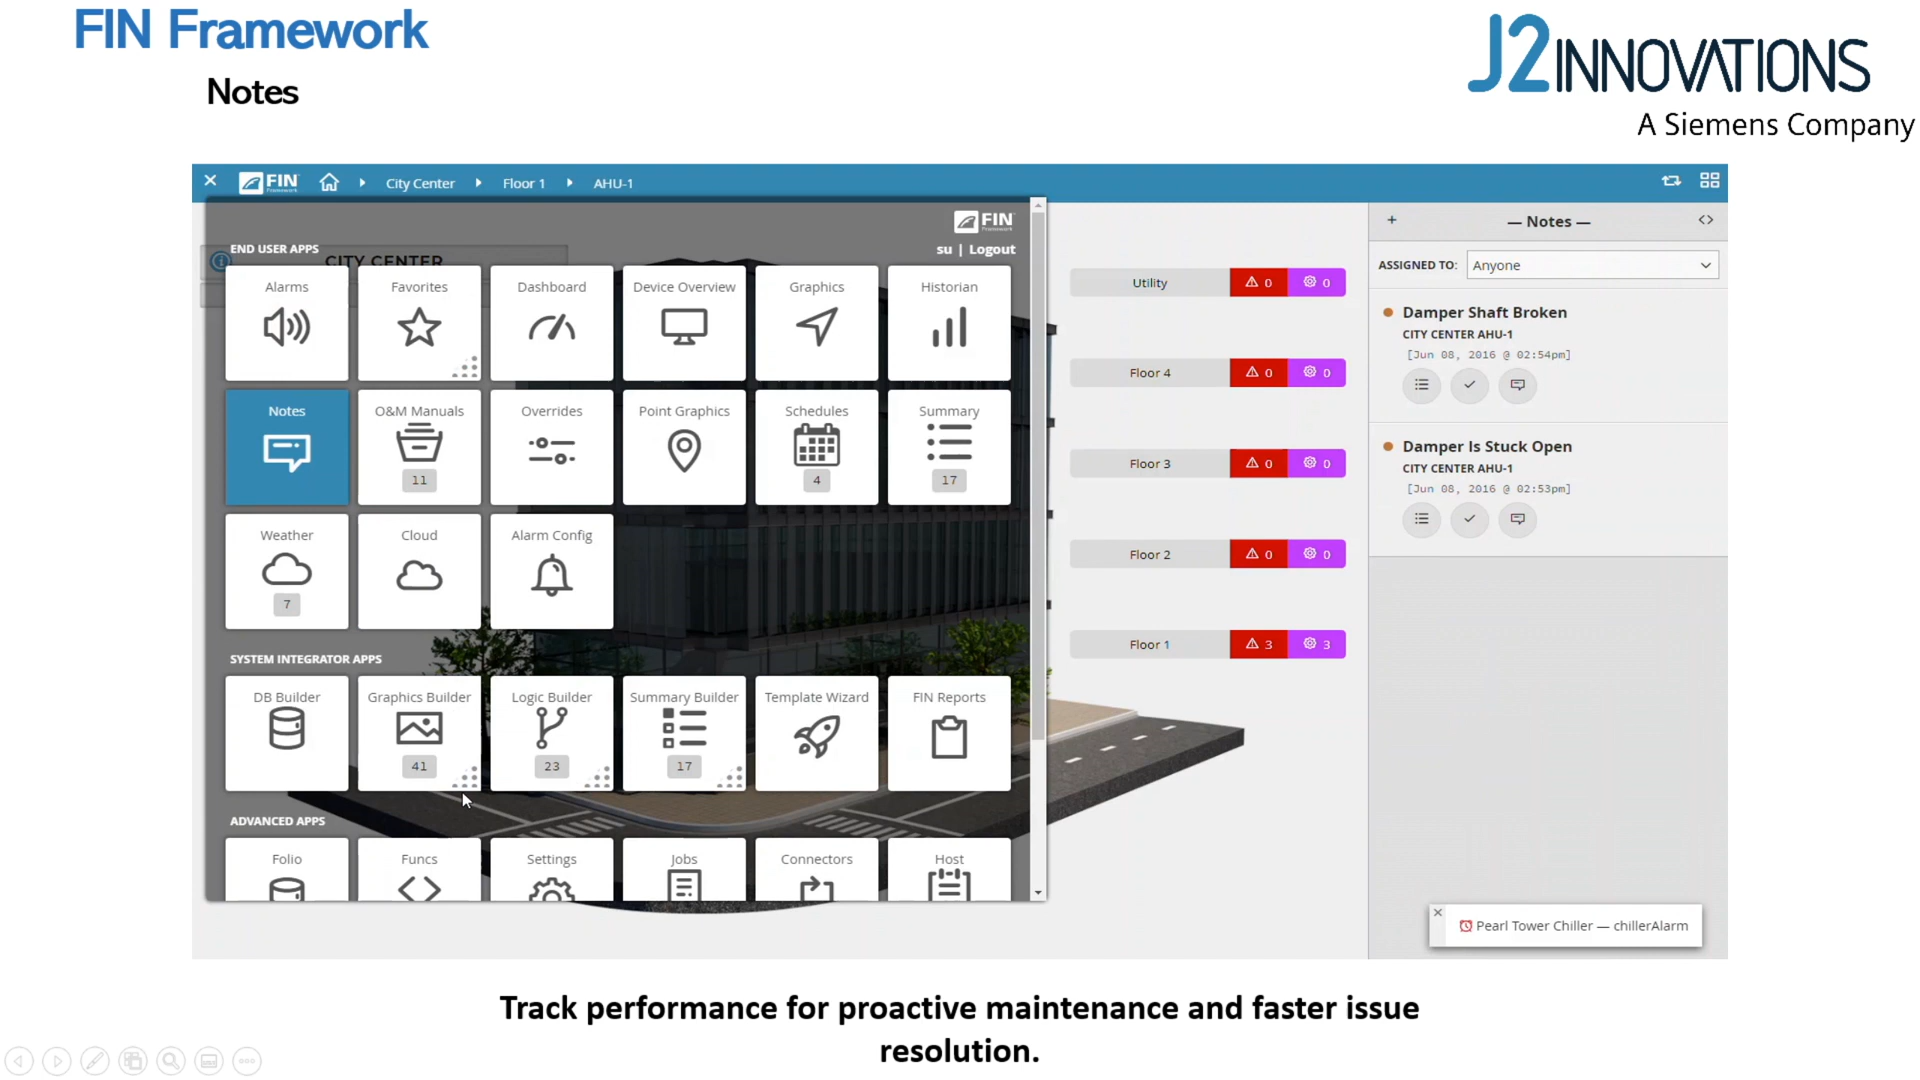 FIN Framework
Notes
J2INNOVATIONS
A Siemens Company
FIN
Framework
City Center
Floor 1
AHU-1
FIN
Framework
su | Logout
END USER APPS
CITY CENTER
Alarms
Favorites
Dashboard
Device Overview
Graphics
Historian
Notes
O&M Manuals
11
Overrides
Point Graphics
Schedules
4
Summary
17
Weather
7
Cloud
Alarm Config
SYSTEM INTEGRATOR APPS
DB Builder
Graphics Builder
41
Logic Builder
23
Summary Builder
17
Template Wizard
FIN Reports
ADVANCED APPS
Folio
Funcs
Settings
Jobs
Connectors
Host
Utility 0 0
Floor 4 0 0
Floor 3 0 0
Floor 2 0 0
Floor 1 3 3
+ — Notes — <>
ASSIGNED TO: Anyone
Damper Shaft Broken
CITY CENTER AHU-1
[Jun 08, 2016 @ 02:54pm]
Damper Is Stuck Open
CITY CENTER AHU-1
[Jun 08, 2016 @ 02:53pm]
Pearl Tower Chiller — chillerAlarm
Track performance for proactive maintenance and faster issue
resolution.